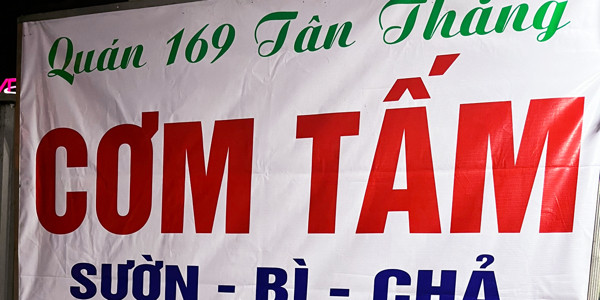 Quán 169 Tân Thắng
CƠM TẤM
SƯỜN - BÌ - CHẢ